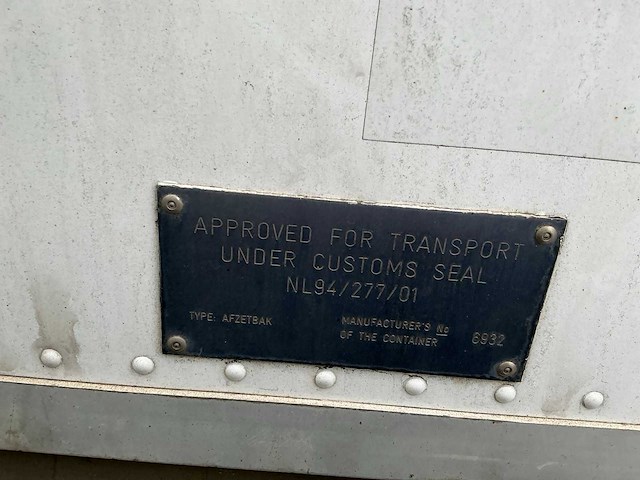 APPROVED FOR TRANSPORT
UNDER CUSTOMS SEAL
NL94/277/01
TYPE: AFZETBAK
MANUFACTURER'S No
OF THE CONTAINER 6932